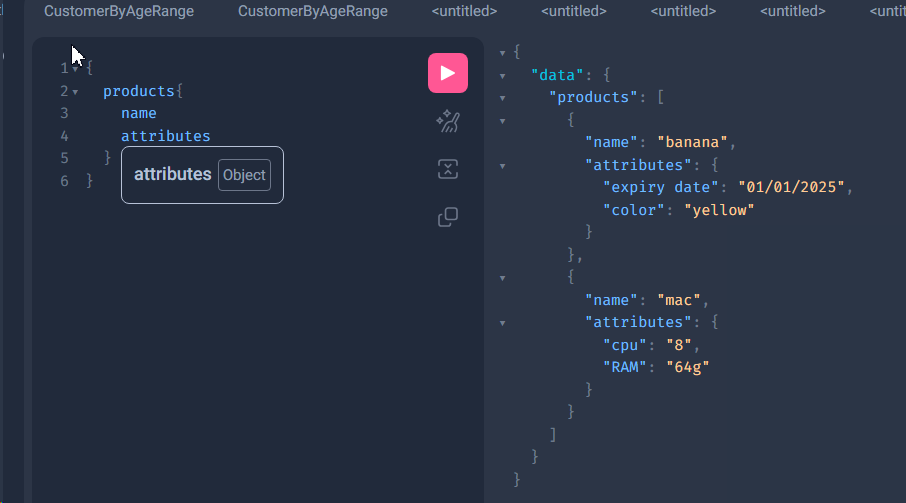 CustomerByAgeRange CustomerByAgeRange <untitled> <untitled> <untitled> <untitled>
1 {
2 products{
3 name
4 attributes
5 }
6 }
attributes Object
{
"data": {
"products": [
{
"name": "banana",
"attributes": {
"expiry date": "01/01/2025",
"color": "yellow"
}
},
{
"name": "mac",
"attributes": {
"cpu": "8",
"RAM": "64g"
}
}
]
}
}